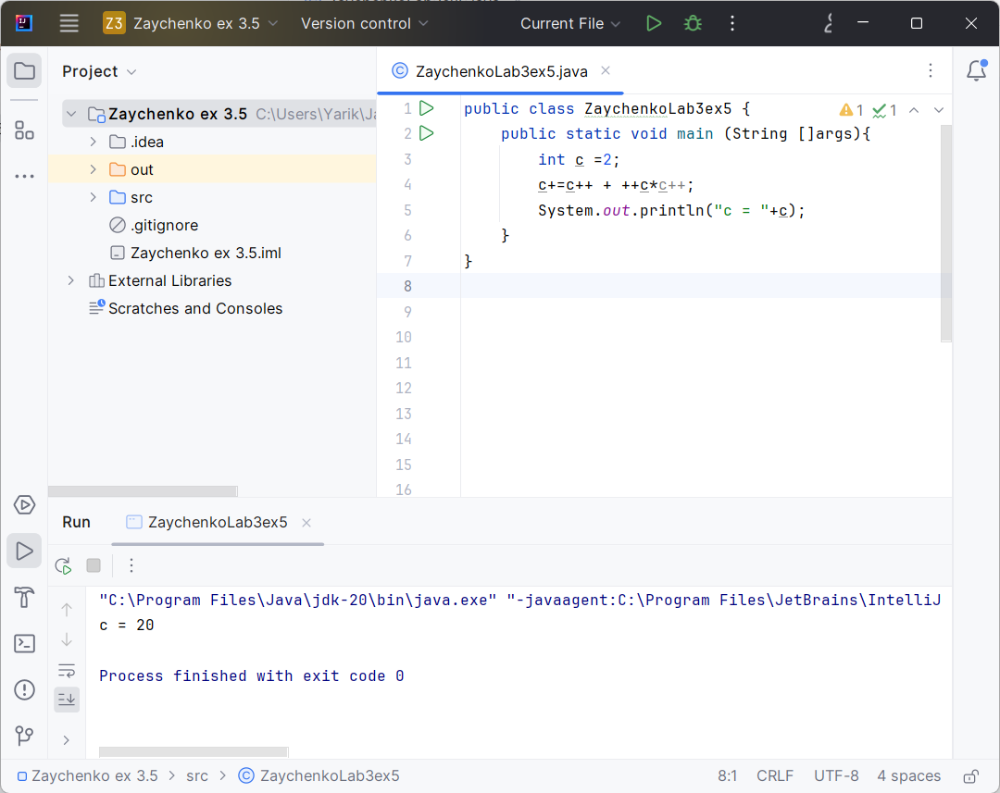 Z3 Zaychenko ex 3.5 Version control Current File
Project
Zaychenko ex 3.5 C:\Users\Yarik\
.idea
out
src
.gitignore
Zaychenko ex 3.5.iml
External Libraries
Scratches and Consoles
ZaychenkoLab3ex5.java
1 public class ZaychenkoLab3ex5 { 1 1
2 public static void main (String []args){
3 int c =2;
4 c+=c++ + ++c*c++;
5 System.out.println("c = "+c);
6 }
7 }
8
9
10
11
12
13
14
15
16
Run ZaychenkoLab3ex5
"C:\Program Files\Java\jdk-20\bin\java.exe" "-javaagent:C:\Program Files\JetBrains\IntelliJ
c = 20
Process finished with exit code 0
Zaychenko ex 3.5 > src > ZaychenkoLab3ex5 8:1 CRLF UTF-8 4 spaces